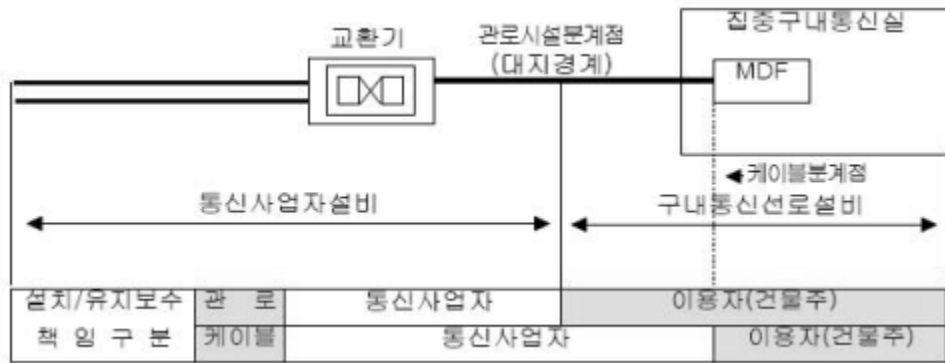 집중구내통신실
교환기
관로시설분계점
(대지경계)
MDF
케이블분계점
통신사업자설비
구내통신선로설비
설치/유지보수 관 로 통신사업자 이용자(건물주)
책 임 구 분 케이블 통신사업자 이용자(건물주)